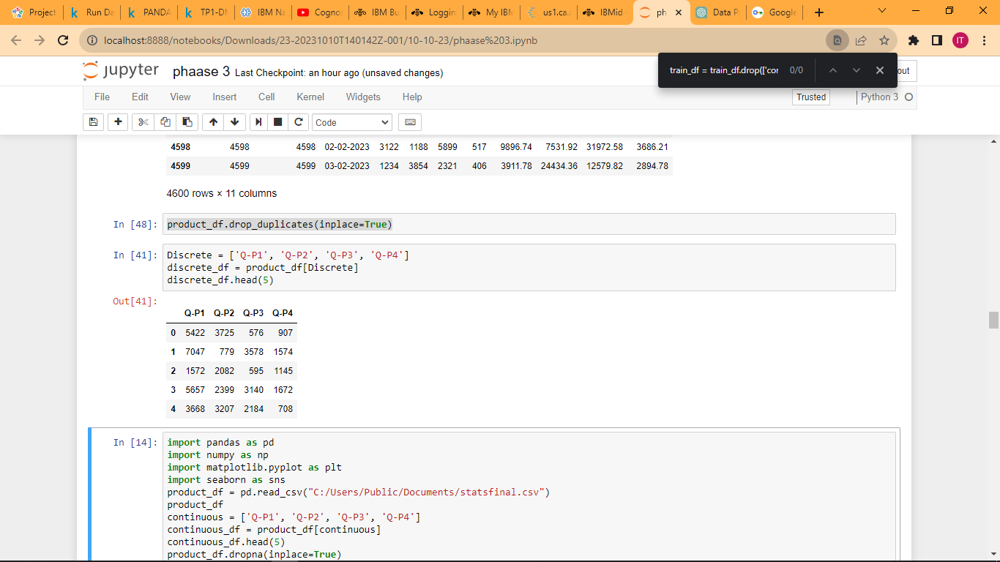 Project
Run Da
PANDA
TP1-DI
IBM Na
Cogno
IBM Bu
Loggin
My IBM
us1.ca.
IBMid
ph
Data P
Google
localhost:8888/notebooks/Downloads/23-20231010T140142Z-001/10-10-23/phaase%203.ipynb
IT
train_df = train_df.drop(['cor 0/0
jupyter phaase 3 Last Checkpoint: an hour ago (unsaved changes)
out
File Edit View Insert Cell Kernel Widgets Help
Trusted Python 3
Code
4598 4598 4598 02-02-2023 3122 1188 5899 517 9896.74 7531.92 31972.58 3686.21
4599 4599 4599 03-02-2023 1234 3854 2321 406 3911.78 24434.36 12579.82 2894.78
4600 rows × 11 columns
In [48]: product_df.drop_duplicates(inplace=True)
In [41]: Discrete = ['Q-P1', 'Q-P2', 'Q-P3', 'Q-P4']
discrete_df = product_df[Discrete]
discrete_df.head(5)
Out[41]:
Q-P1 Q-P2 Q-P3 Q-P4
0 5422 3725 576 907
1 7047 779 3578 1574
2 1572 2082 595 1145
3 5657 2399 3140 1672
4 3668 3207 2184 708
In [14]: import pandas as pd
import numpy as np
import matplotlib.pyplot as plt
import seaborn as sns
product_df = pd.read_csv("C:/Users/Public/Documents/statsfinal.csv")
product_df
continuous = ['Q-P1', 'Q-P2', 'Q-P3', 'Q-P4']
continuous_df = product_df[continuous]
continuous_df.head(5)
product_df.dropna(inplace=True)